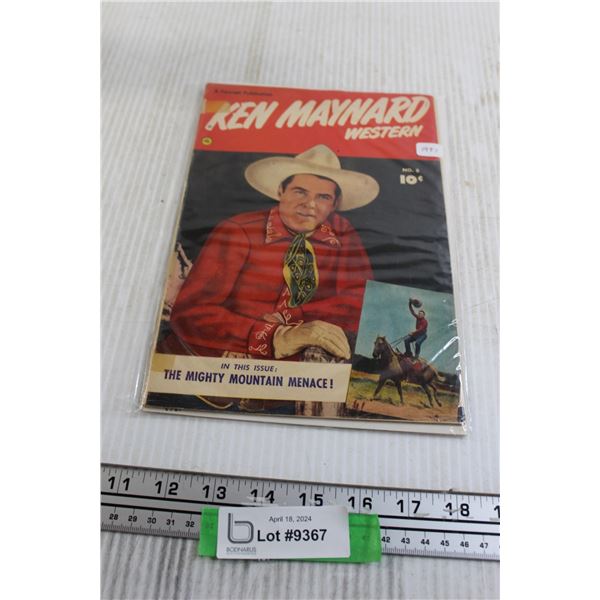 A Fawcett Publication
KEN MAYNARD
WESTERN
NO. 8
10¢
IN THIS ISSUE:
THE MIGHTY MOUNTAIN MENACE!
11 12 13 14 15 16 17 18
28 29 30 31 32 33
42 43 44 45 46 47
April 18, 2024
Lot #9367
BODNARUS